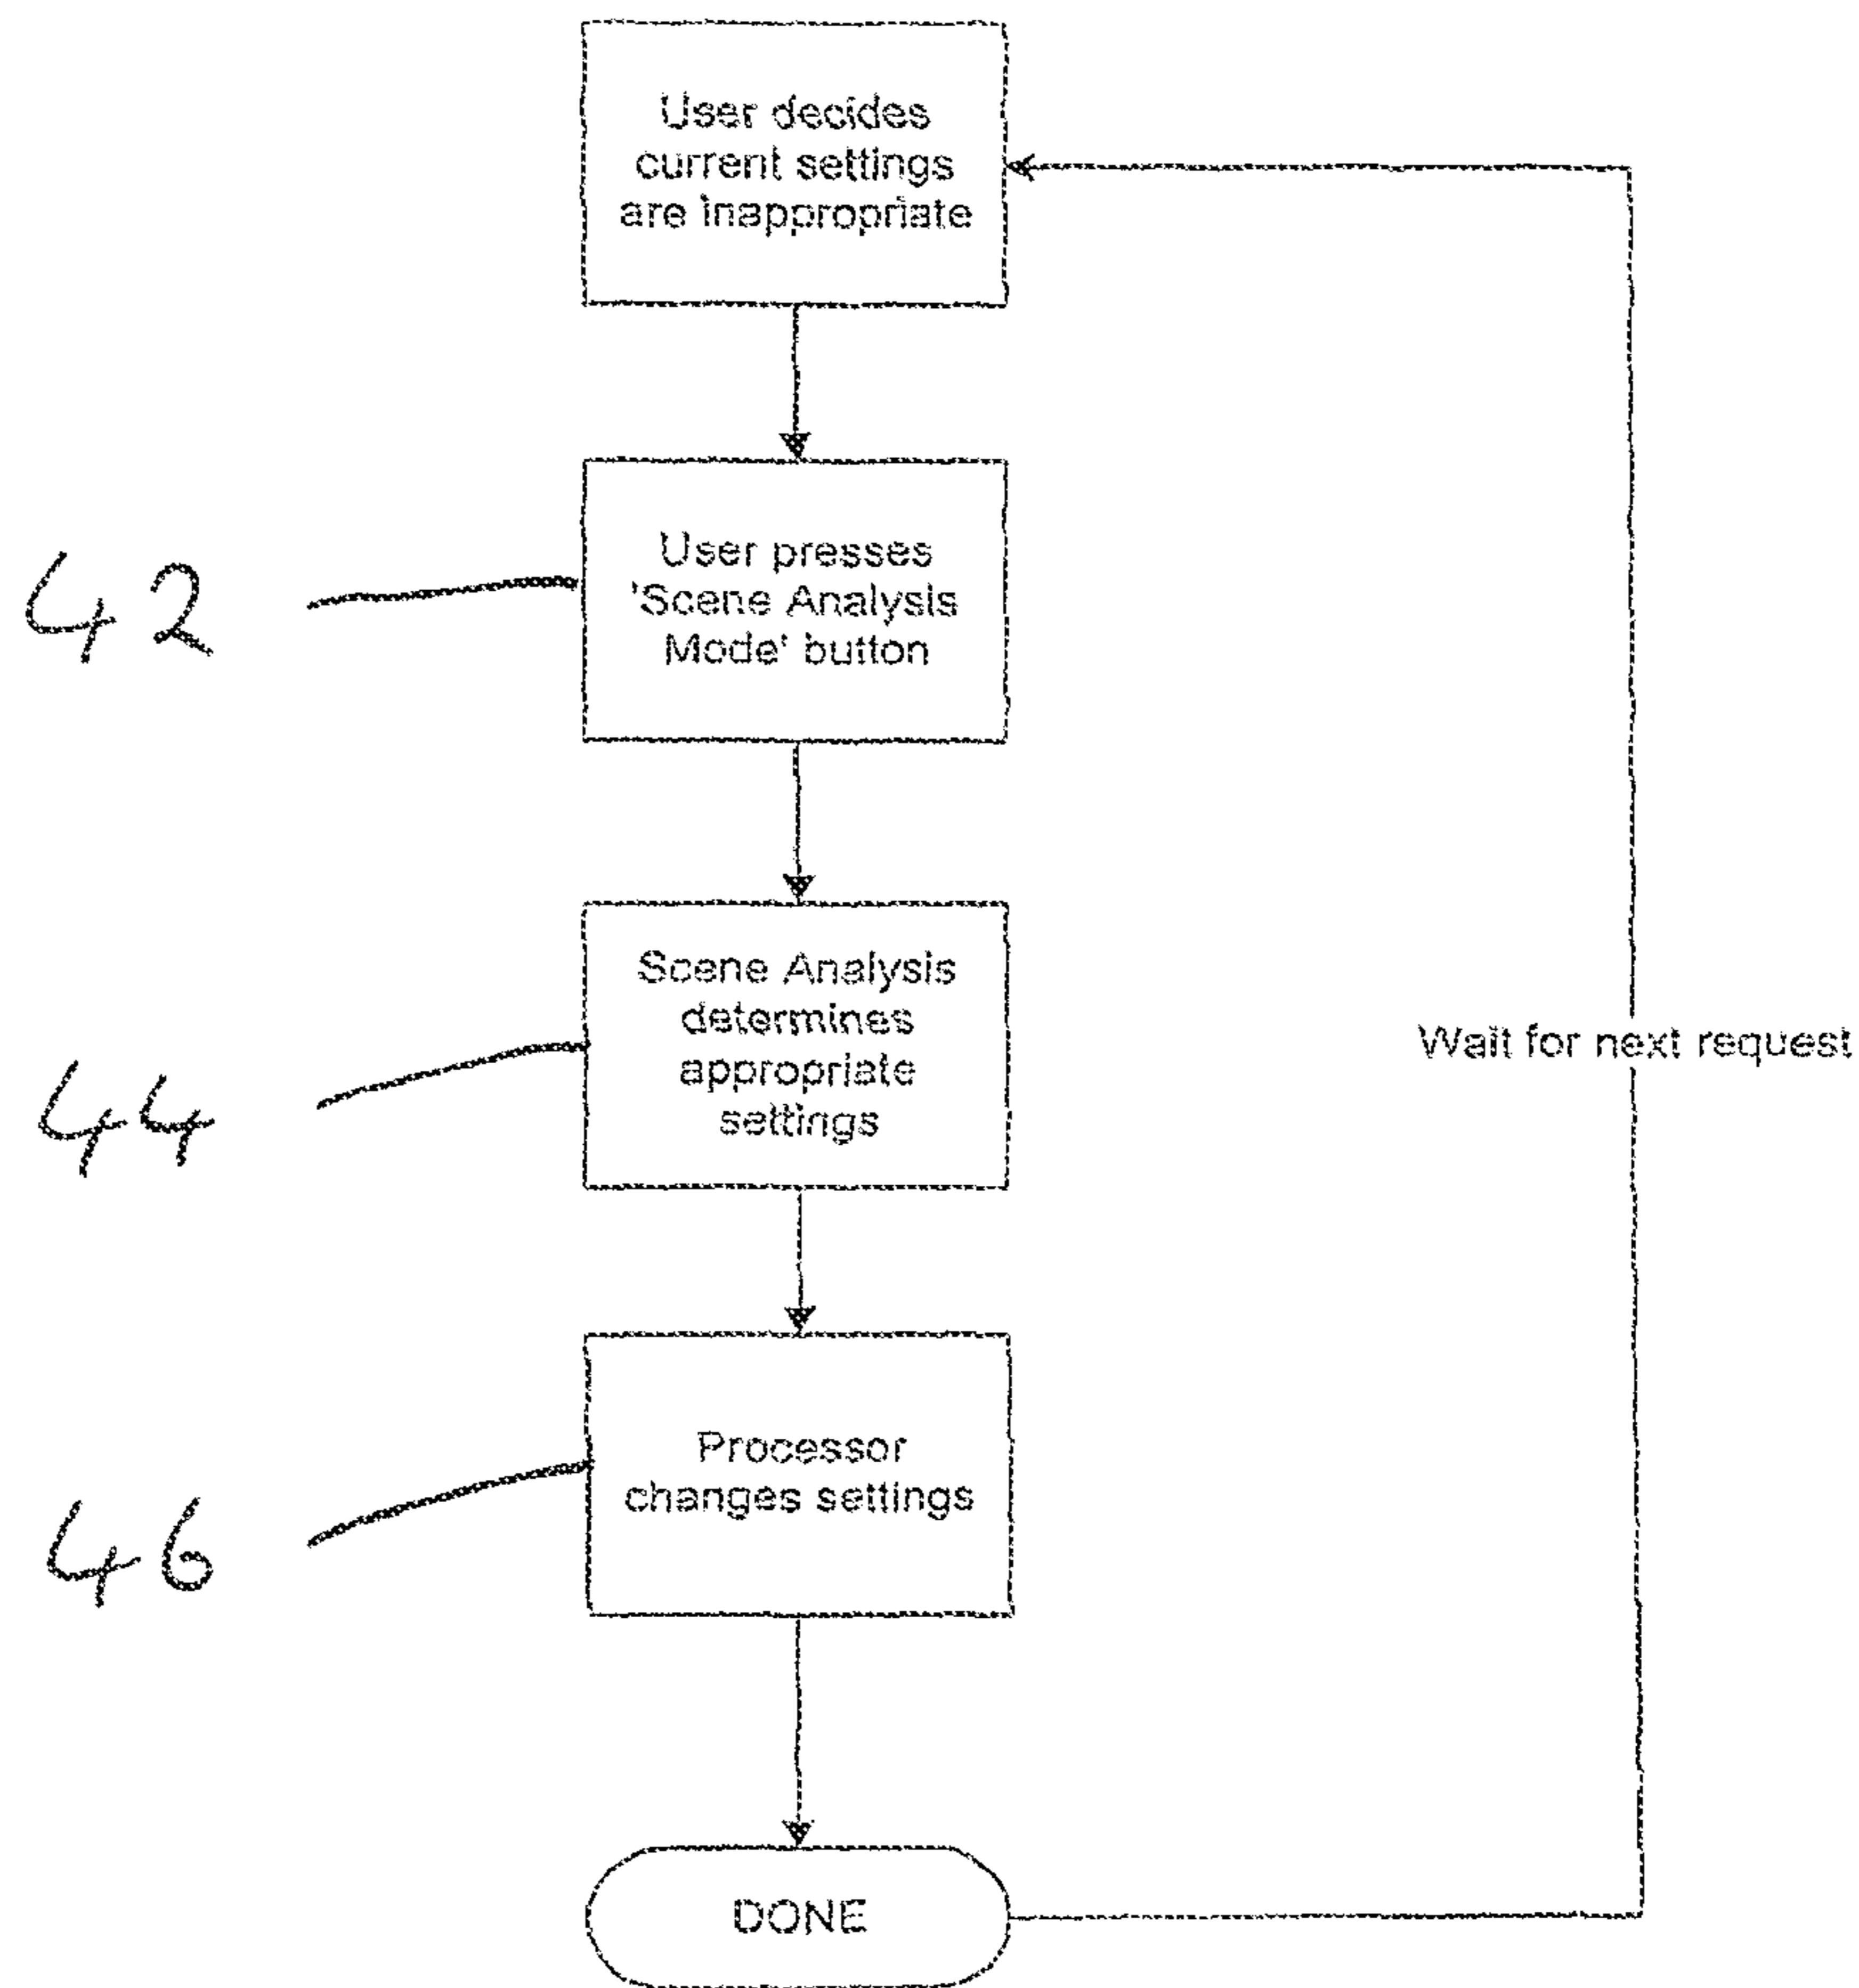 User decides
current settings
are inappropriate
42
User presses
'Scene Analysis
Mode' button
44
Scene Analysis
determines
appropriate
settings
Wait for next request
46
Processor
changes settings
DONE